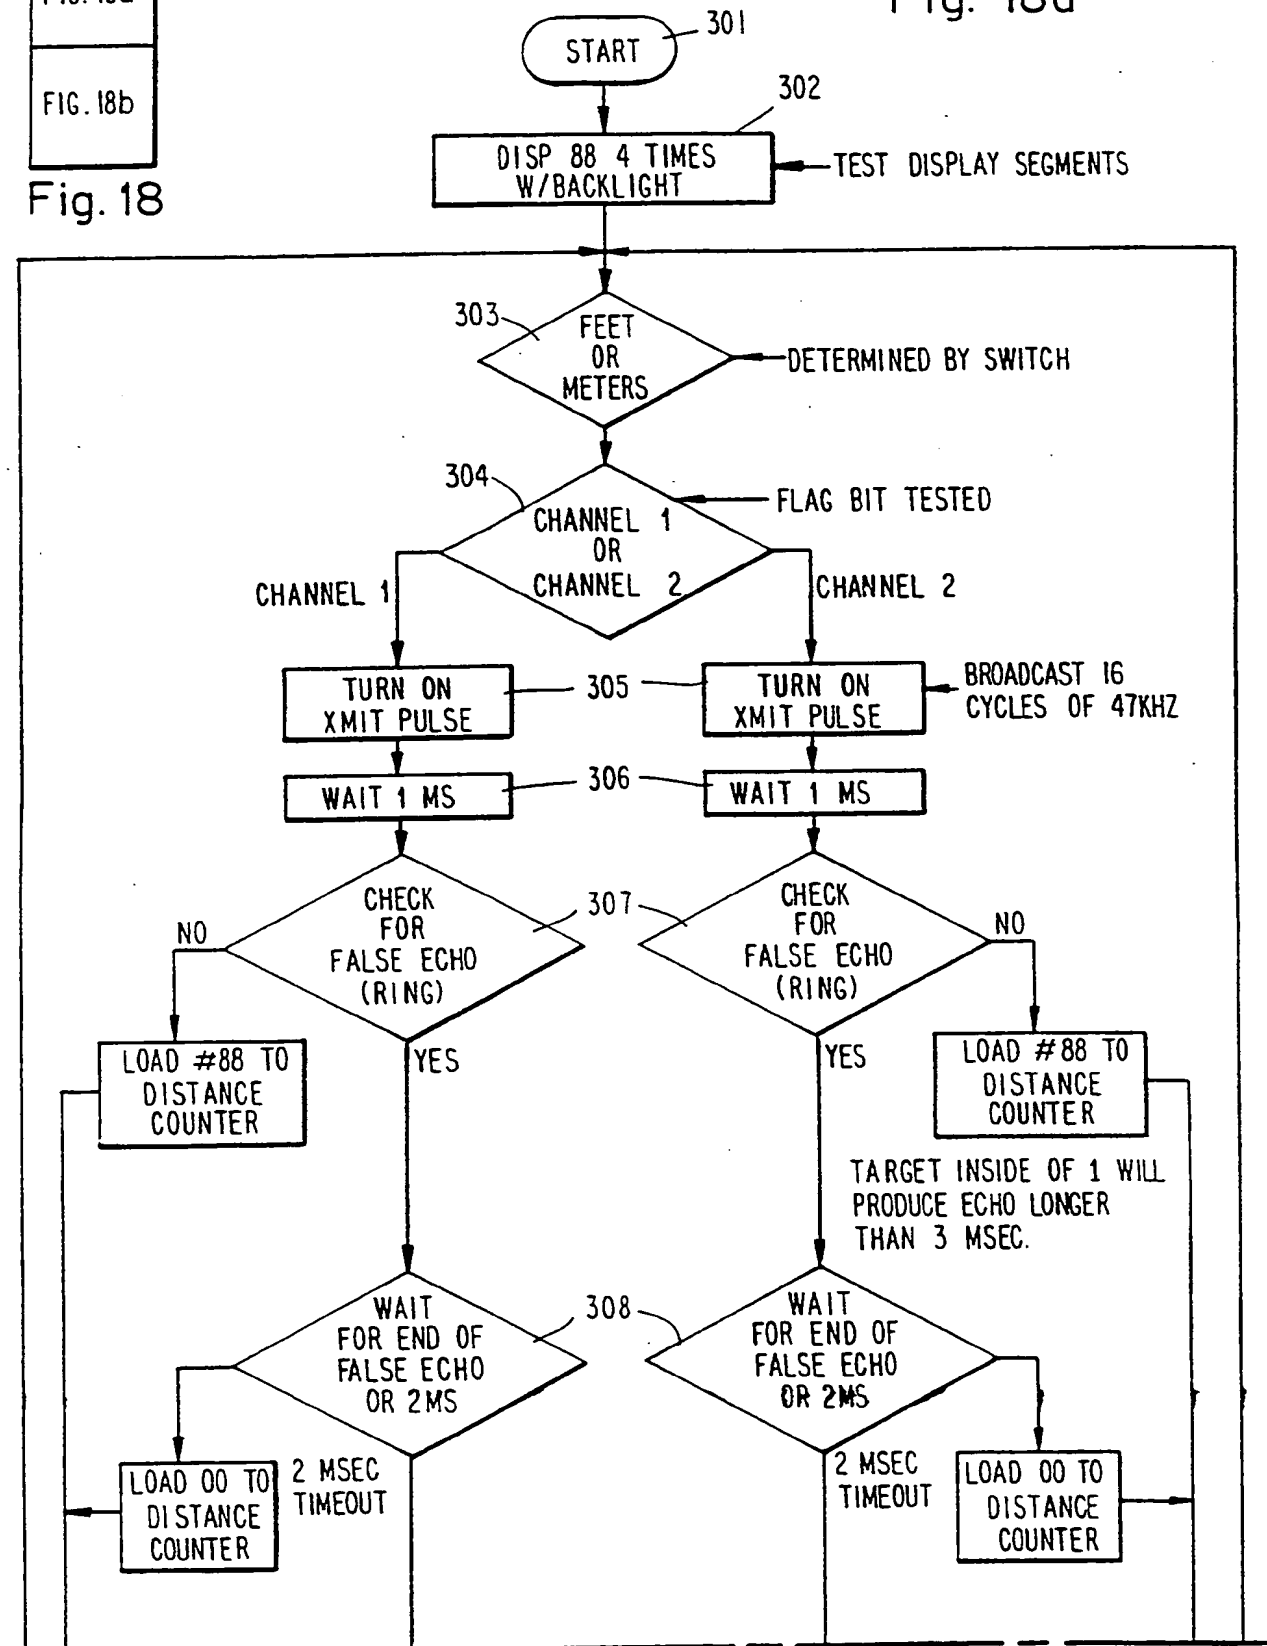 Fig. 18a
FIG. 18b
Fig. 18
START
301
302
DISP 88 4 TIMES
W/BACKLIGHT
TEST DISPLAY SEGMENTS
303
FEET
OR
METERS
DETERMINED BY SWITCH
304
CHANNEL 1
OR
CHANNEL 2
FLAG BIT TESTED
CHANNEL 1
CHANNEL 2
TURN ON
XMIT PULSE
305
TURN ON
XMIT PULSE
BROADCAST 16
CYCLES OF 47KHZ
WAIT 1 MS
306
WAIT 1 MS
CHECK
FOR
FALSE ECHO
(RING)
307
CHECK
FOR
FALSE ECHO
(RING)
NO
NO
YES
YES
LOAD #88 TO
DISTANCE
COUNTER
LOAD #88 TO
DISTANCE
COUNTER
TARGET INSIDE OF 1 WILL
PRODUCE ECHO LONGER
THAN 3 MSEC.
WAIT
FOR END OF
FALSE ECHO
OR 2MS
308
WAIT
FOR END OF
FALSE ECHO
OR 2MS
LOAD 00 TO
DISTANCE
COUNTER
2 MSEC
TIMEOUT
2 MSEC
TIMEOUT
LOAD 00 TO
DISTANCE
COUNTER